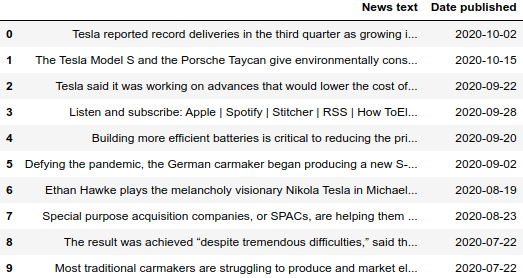 News text Date published
0 Tesla reported record deliveries in the third quarter as growing i... 2020-10-02
1 The Tesla Model S and the Porsche Taycan give environmentally cons... 2020-10-15
2 Tesla said it was working on advances that would lower the cost of... 2020-09-22
3 Listen and subscribe: Apple | Spotify | Stitcher | RSS | How ToEl... 2020-09-28
4 Building more efficient batteries is critical to reducing the pri... 2020-09-20
5 Defying the pandemic, the German carmaker began producing a new S-... 2020-09-02
6 Ethan Hawke plays the melancholy visionary Nikola Tesla in Michael... 2020-08-19
7 Special purpose acquisition companies, or SPACs, are helping them ... 2020-08-23
8 The result was achieved “despite tremendous difficulties,” said th... 2020-07-22
9 Most traditional carmakers are struggling to produce and market el... 2020-07-22